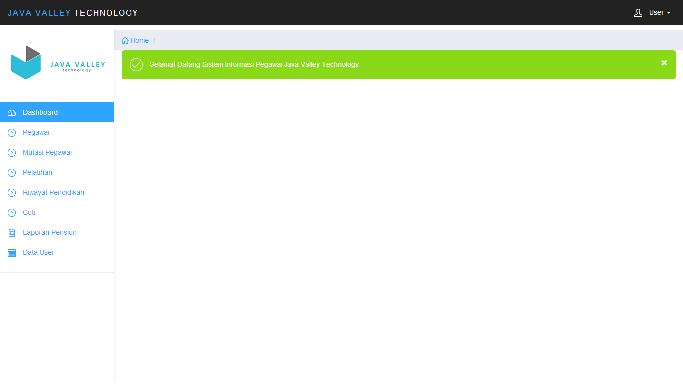 JAVA VALLEY TECHNOLOGY
User
JAVA VALLEY
technology
Home /
Selamat Datang Sistem Informasi Pegawai Java Valley Technology
Dashboard
Pegawai
Mutasi Pegawai
Pelatihan
Riwayat Pendidikan
Cuti
Laporan Pensiun
Data User